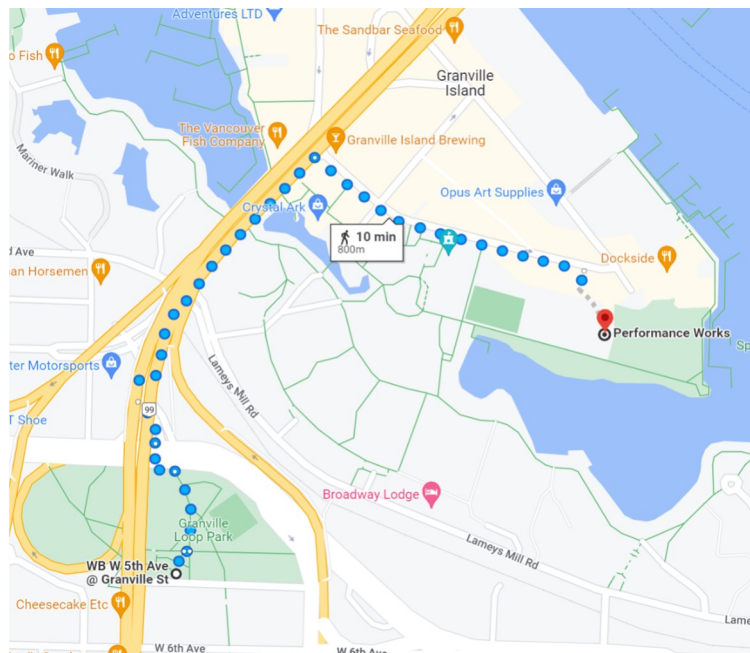 Adventures LTD
The Sandbar Seafood
o Fish
Granville
Island
The Vancouver
Fish Company
Granville Island Brewing
Mariner Walk
Opus Art Supplies
Crystal Ark
10 min
800m
d Ave
an Horsemen
Dockside
Performance Works
Sp
ter Motorsports
Lameys Mill Rd
99
T Shoe
Broadway Lodge
Granville
Loop Park
Lameys Mill Rd
WB W 5th Ave
@ Granville St
Cheesecake Etc
Lame
W 6th Ave
W 6th Ave